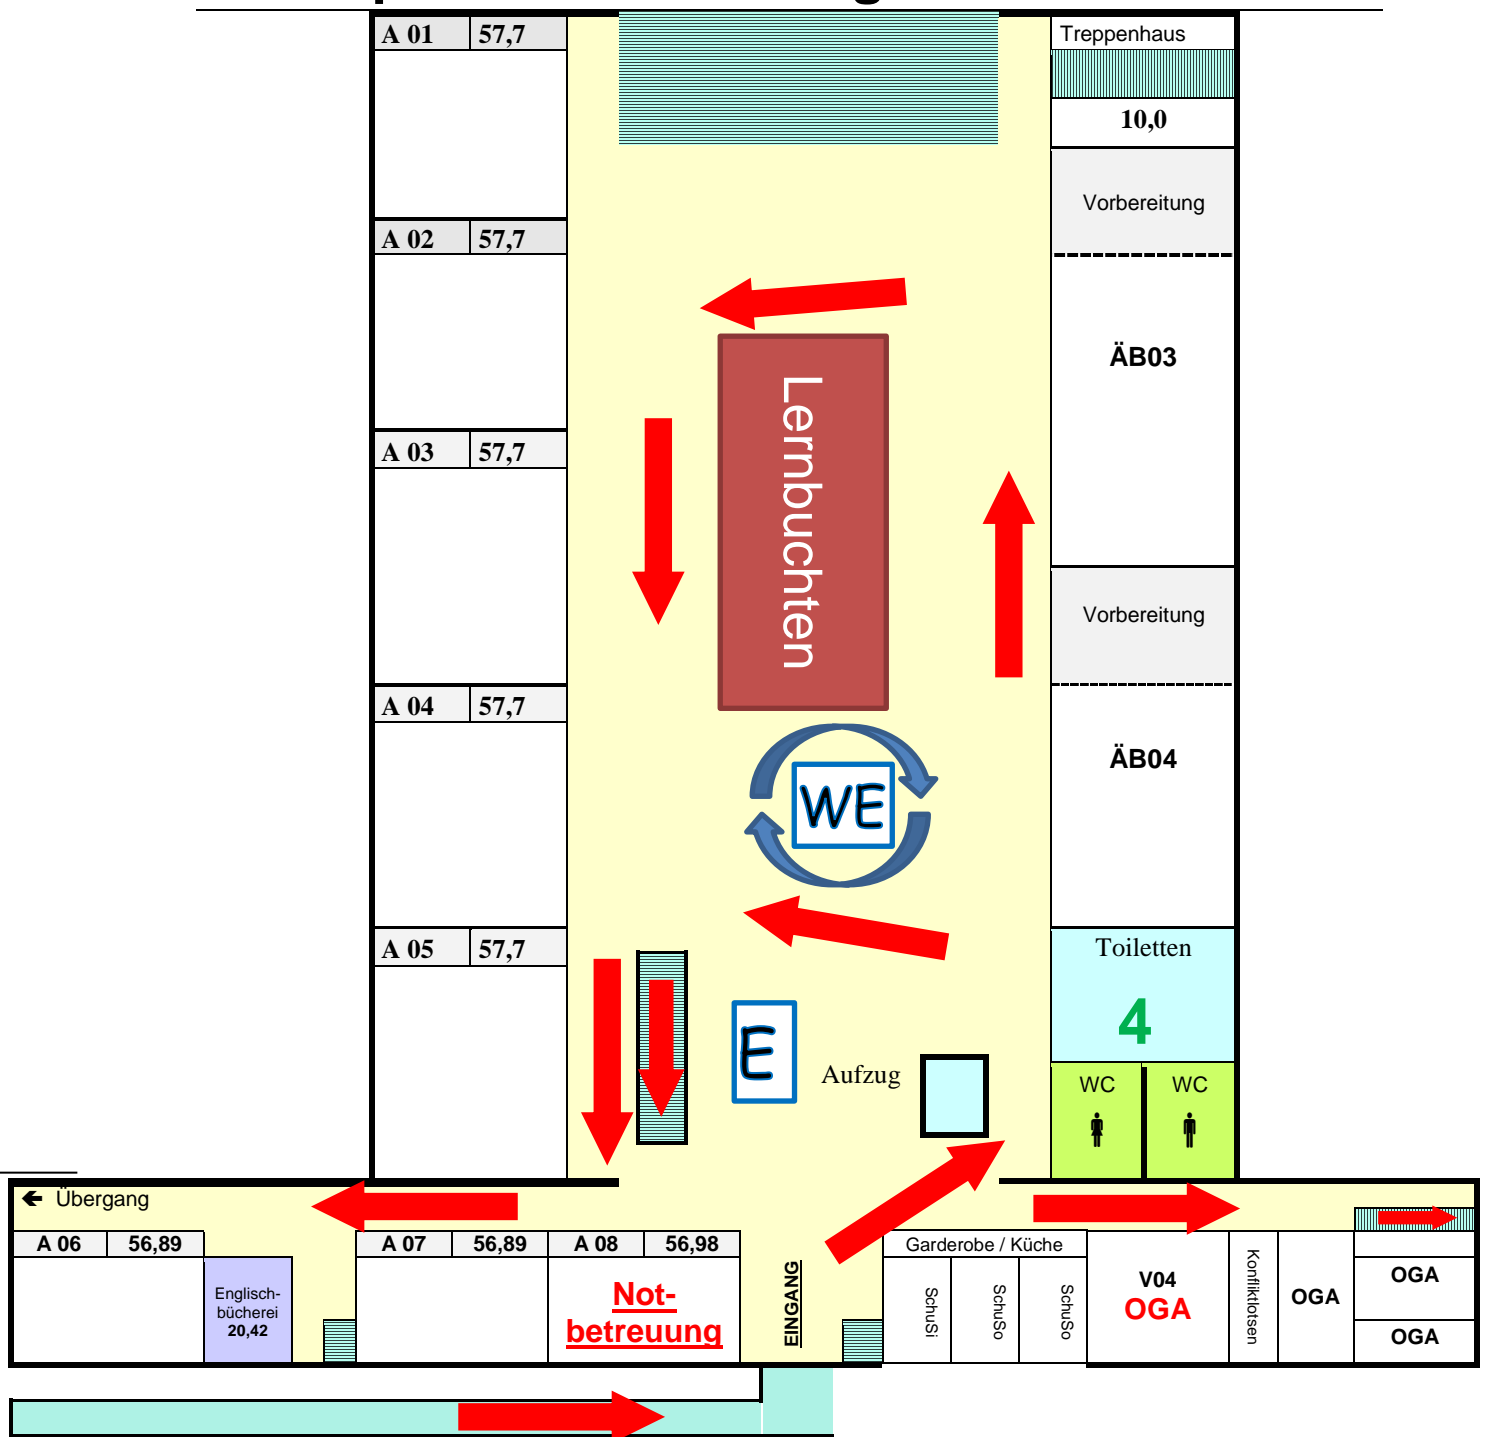 A 01 57,7
Treppenhaus
10,0
Vorbereitung
A 02 57,7
ÄB03
Lernbuchten
A 03 57,7
Vorbereitung
A 04 57,7
ÄB04
WE
A 05 57,7
Toiletten
4
E
Aufzug
WC WC
Übergang
A 06 56,89
A 07 56,89
A 08 56,98
Garderobe / Küche
Englisch-
bücherei
20,42
Not-
betreuung
EINGANG
SchuSi
SchuSo
SchuSo
V04
OGA
Konfliktlotsen
OGA
OGA
OGA